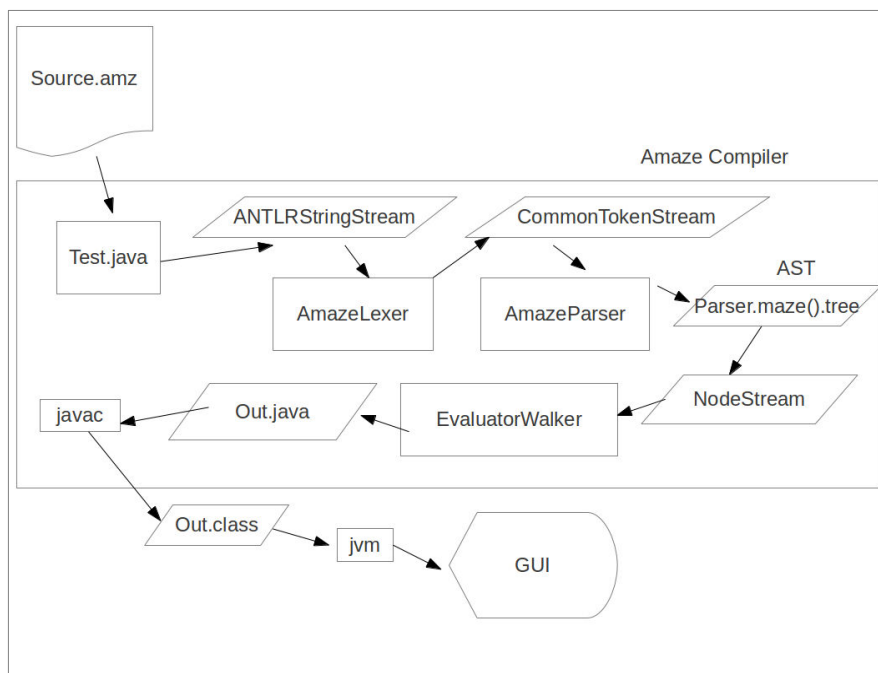 Source.amz
Amaze Compiler
ANTLRStringStream
CommonTokenStream
Test.java
AST
AmazeLexer
AmazeParser
Parser.maze().tree
javac
Out.java
EvaluatorWalker
NodeStream
Out.class
jvm
GUI